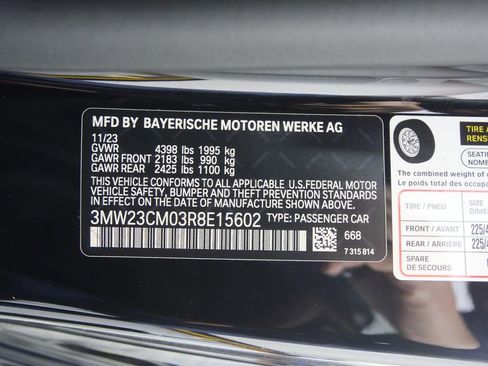 MFD BY BAYERISCHE MOTOREN WERKE AG
11/23
GVWR 4398 lbs 1995 kg
GAWR FRONT 2183 lbs 990 kg
GAWR REAR 2425 lbs 1100 kg
THIS VEHICLE CONFORMS TO ALL APPLICABLE U.S.FEDERAL MOTOR
VEHICLE SAFETY, BUMPER, AND THEFT PREVENTION STANDARDS
IN EFFECT ON THE DATE OF MANUFACTURE SHOWN ABOVE.
3MW23CM03R8E15602 TYPE: PASSENGER CAR
668
7 315 814
TIRE A
RENS
SEATING
NOMBRE
The combined weight of
Le poids total des occupa
TIRE / PNEU
SIZE
DIME
FRONT / AVANT 225/4
REAR / ARRIÈRE 225/4
SPARE
DE SECOURS